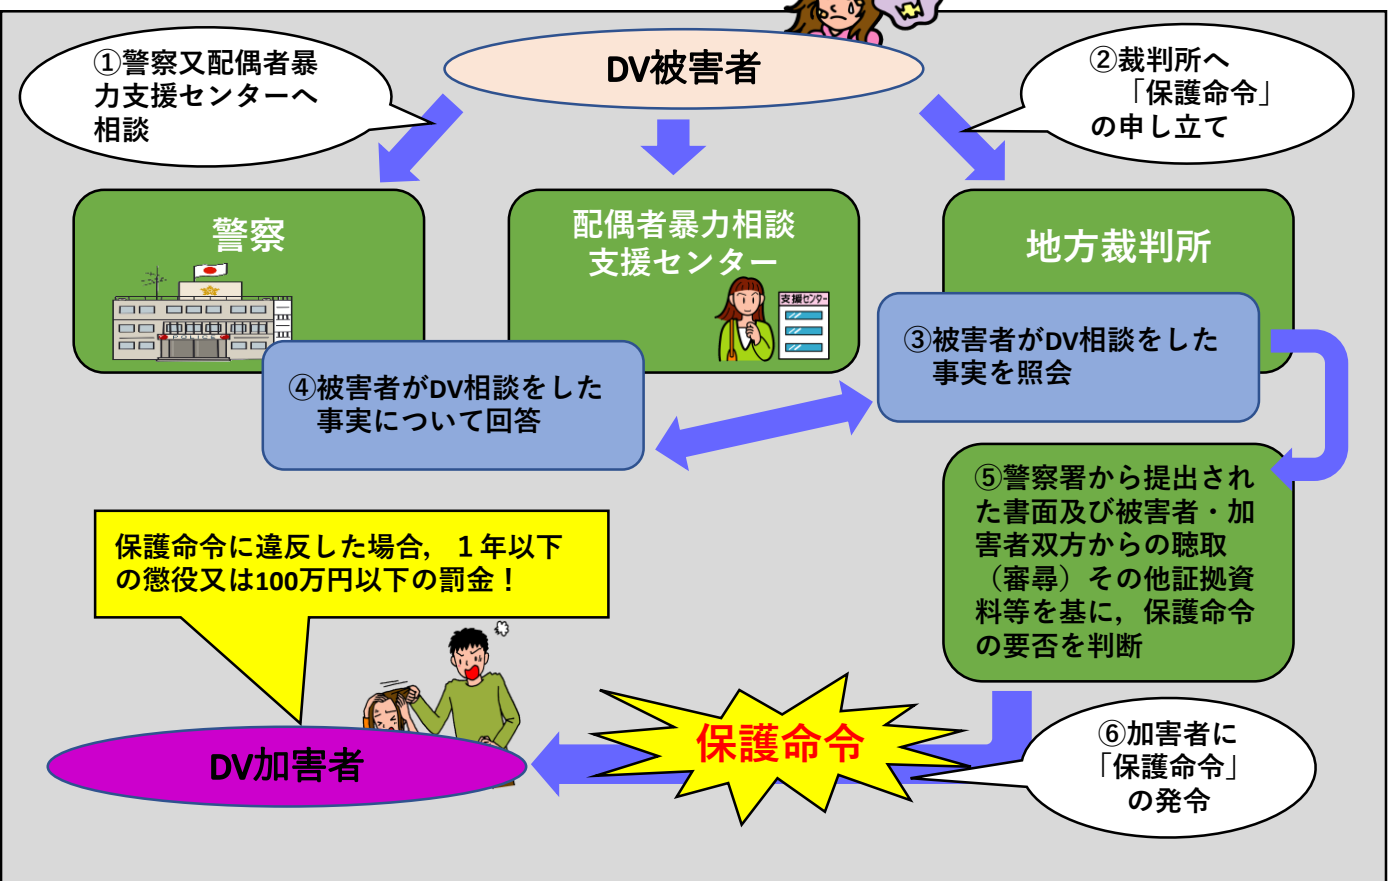 ①警察又配偶者暴
力支援センターへ
相談
DV被害者
②裁判所へ
「保護命令」
の申し立て
警察
POLICE
配偶者暴力相談
支援センター
支援センター
地方裁判所
③被害者がDV相談をした
事実を照会
④被害者がDV相談をした
事実について回答
⑤警察署から提出され
た書面及び被害者・加
害者双方からの聴取
（審尋）その他証拠資
料等を基に，保護命令
の要否を判断
保護命令に違反した場合，１年以下
の懲役又は100万円以下の罰金！
保護命令
⑥加害者に
「保護命令」
の発令
DV加害者